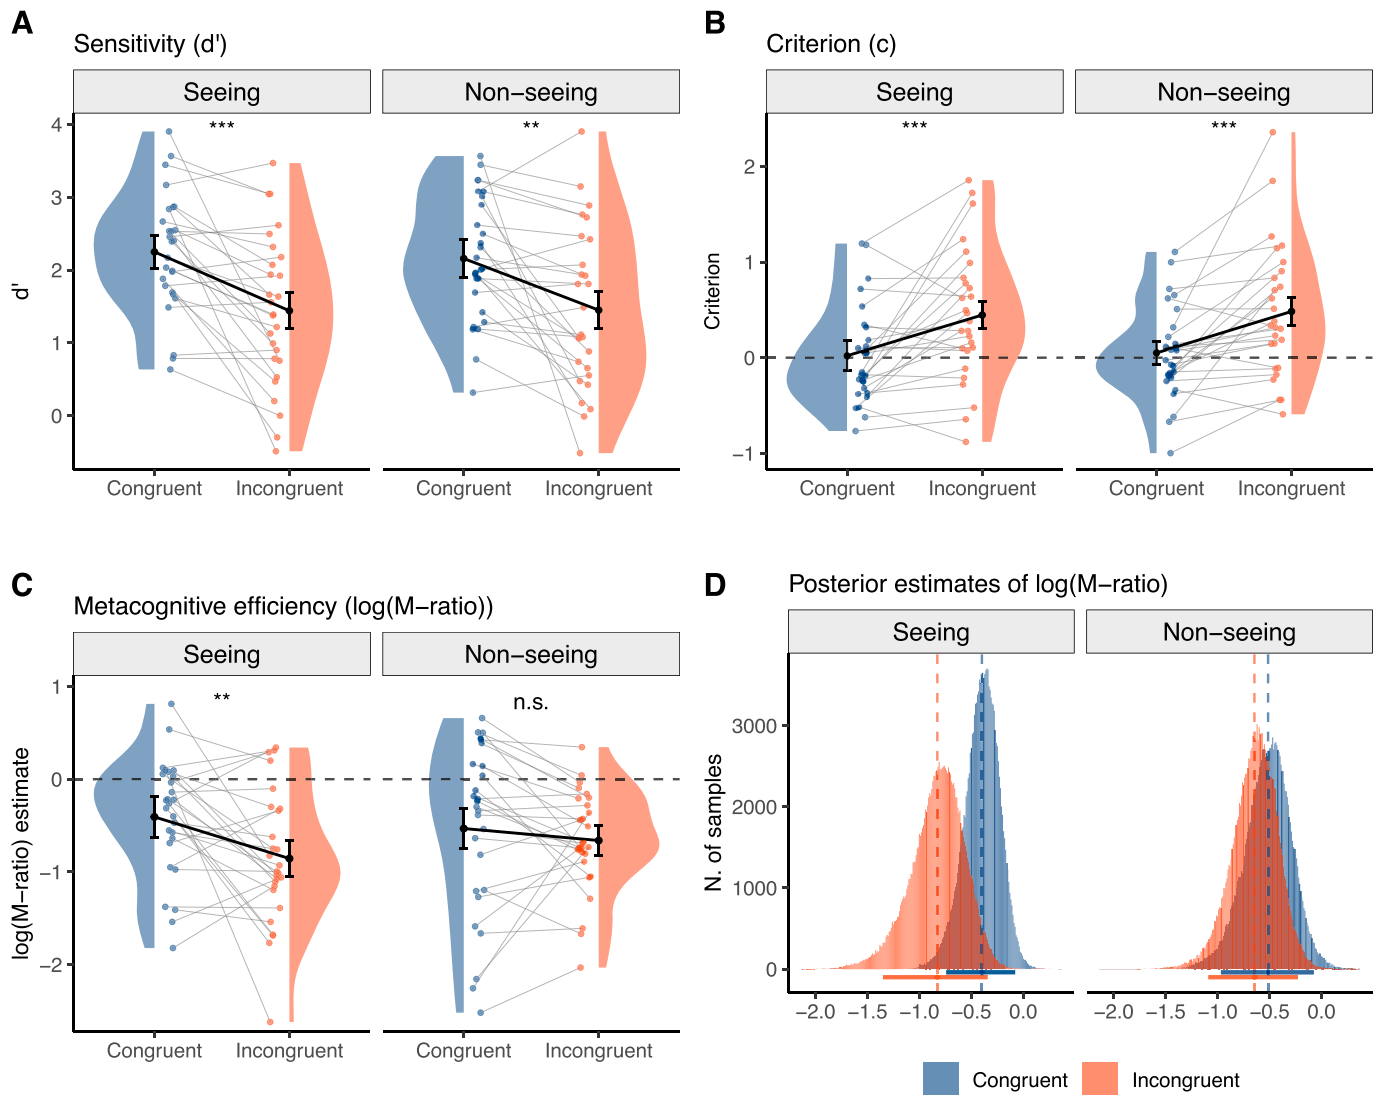 A
Sensitivity (d')
Seeing
Non−seeing
***
**
4
3
2
1
0
d'
Congruent
Incongruent
Congruent
Incongruent
B
Criterion (c)
Seeing
Non−seeing
***
***
2
1
0
−1
Criterion
Congruent
Incongruent
Congruent
Incongruent
C
Metacognitive efficiency (log(M−ratio))
Seeing
Non−seeing
**
n.s.
1
0
−1
−2
log(M−ratio) estimate
Congruent
Incongruent
Congruent
Incongruent
D
Posterior estimates of log(M−ratio)
Seeing
Non−seeing
3000
2000
1000
0
N. of samples
−2.0 −1.5 −1.0 −0.5 0.0
−2.0 −1.5 −1.0 −0.5 0.0
Congruent
Incongruent